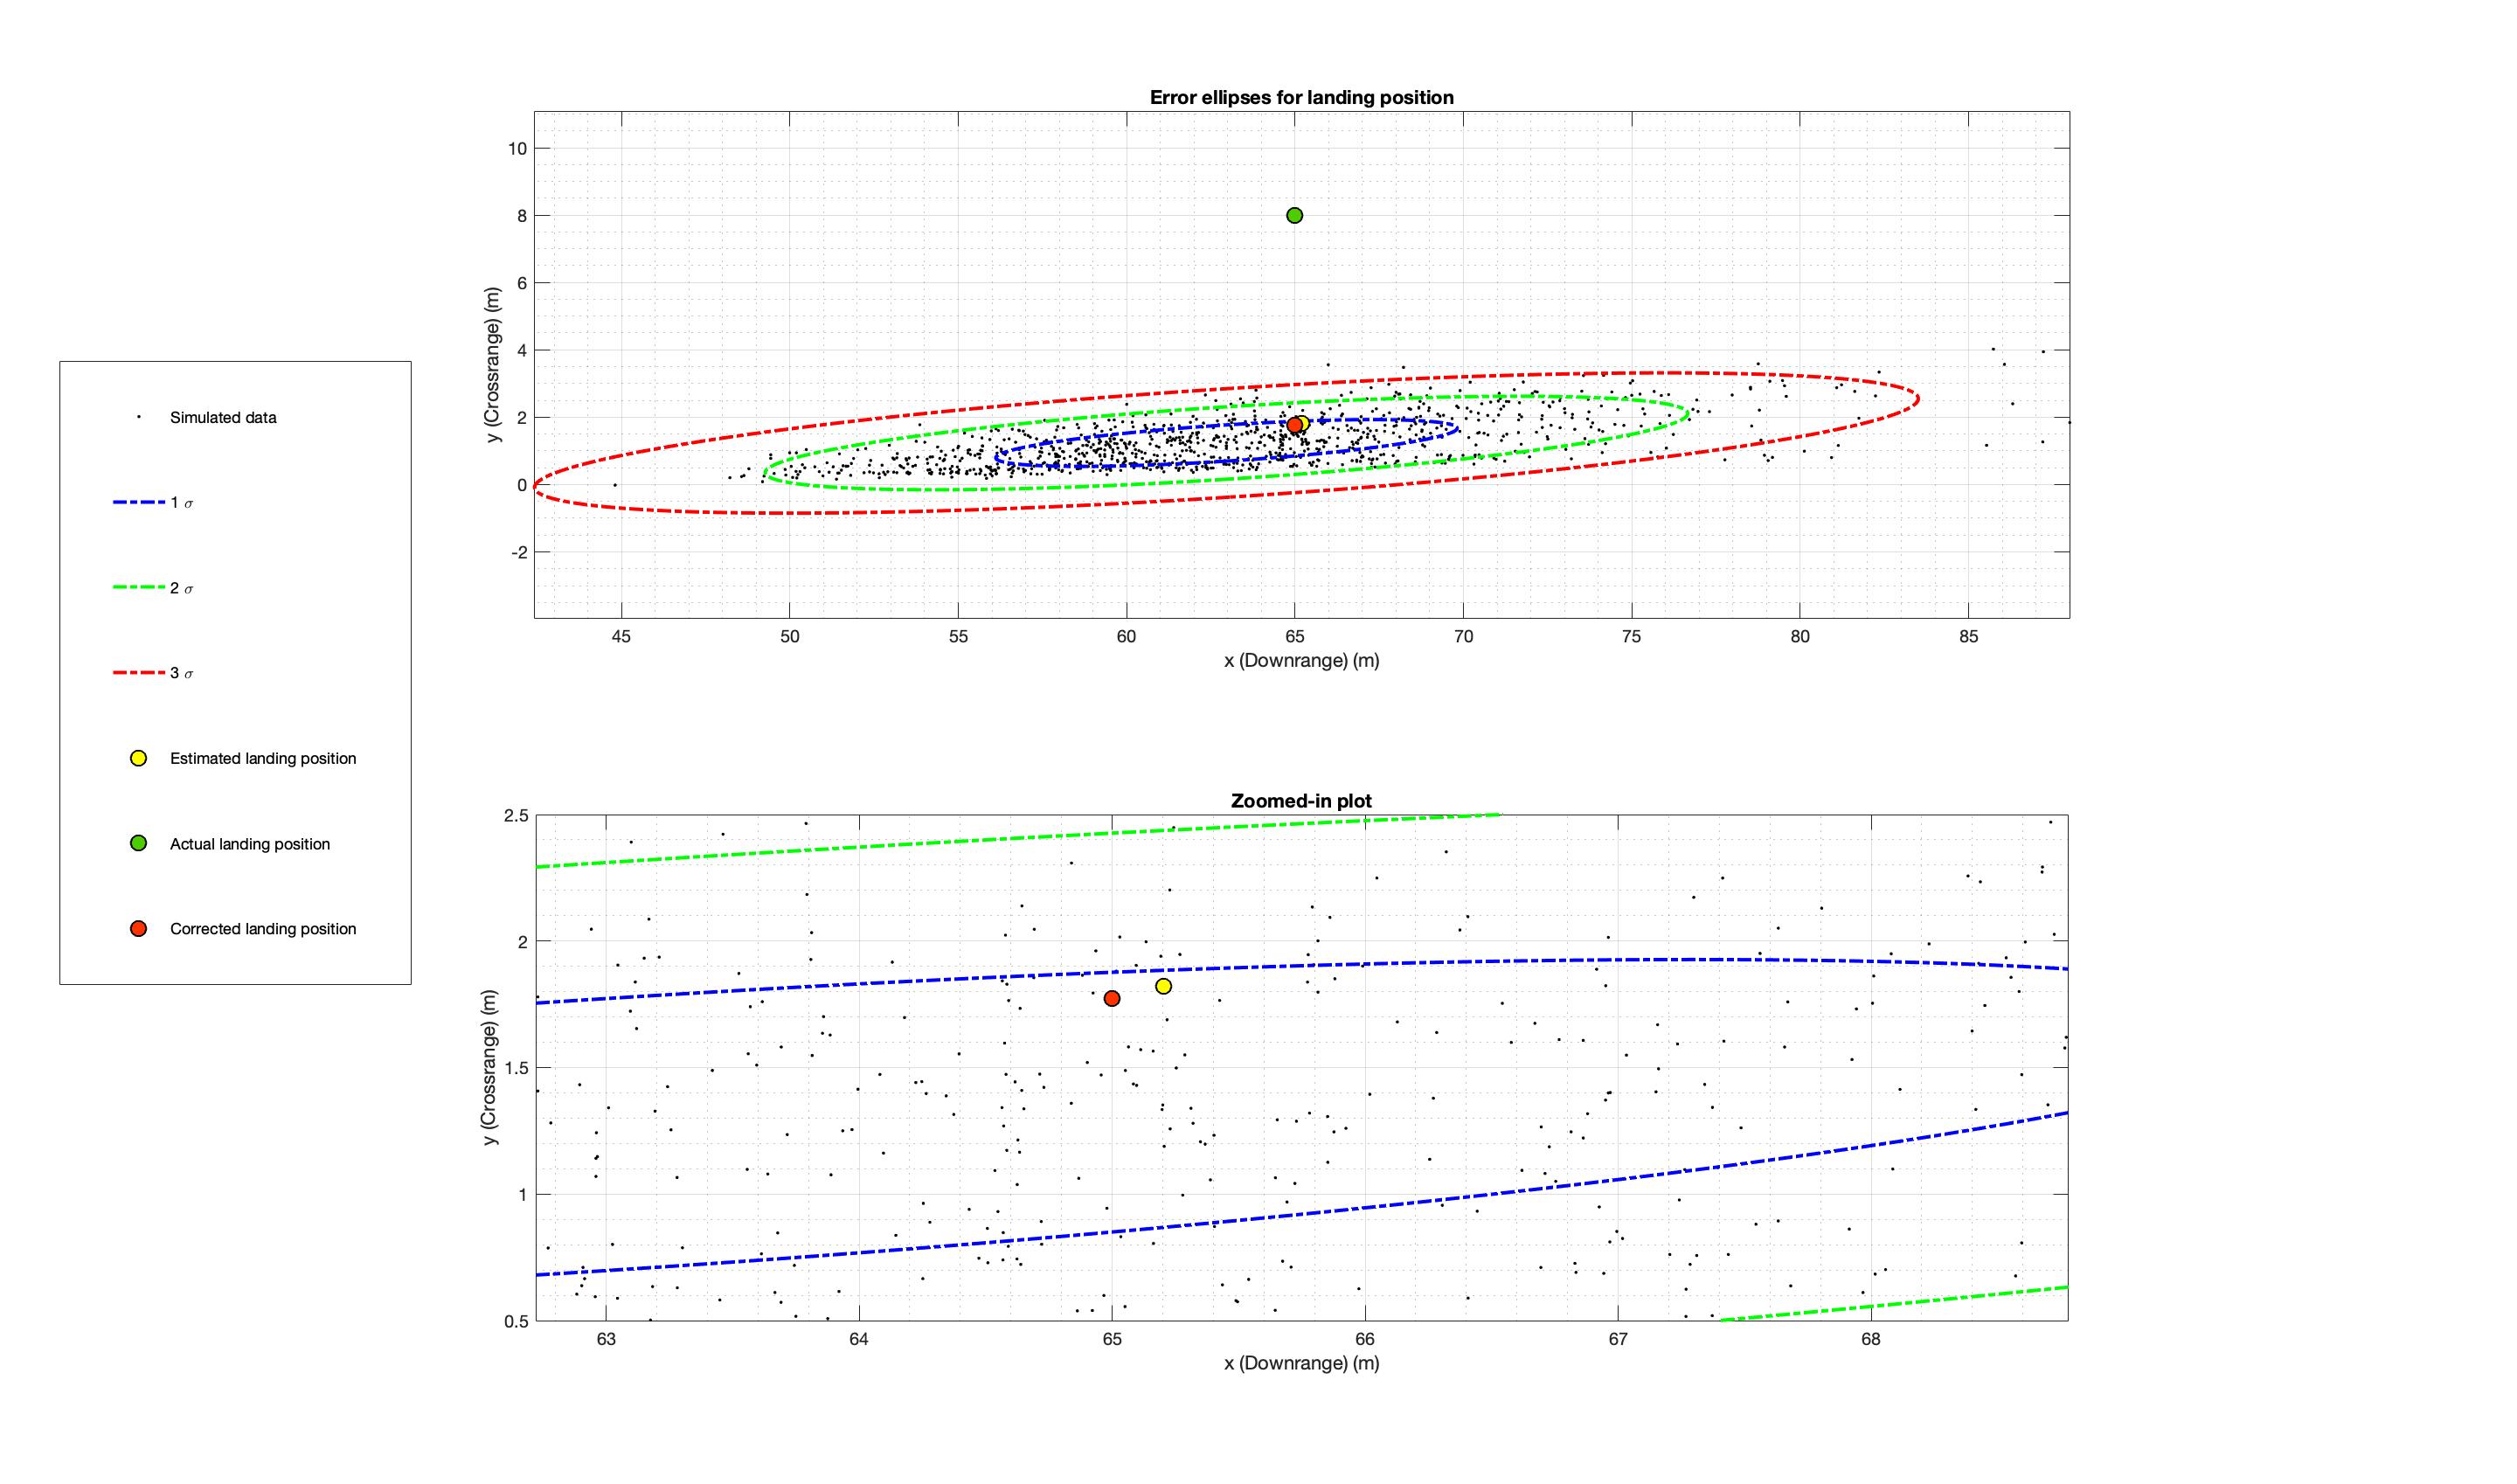 Error ellipses for landing position
10
8
6
4
2
0
-2
y (Crossrange) (m)
45 50 55 60 65 70 75 80 85
x (Downrange) (m)
Simulated data
1 σ
2 σ
3 σ
Estimated landing position
Actual landing position
Corrected landing position
Zoomed-in plot
2.5
2
1.5
1
0.5
y (Crossrange) (m)
63 64 65 66 67 68
x (Downrange) (m)